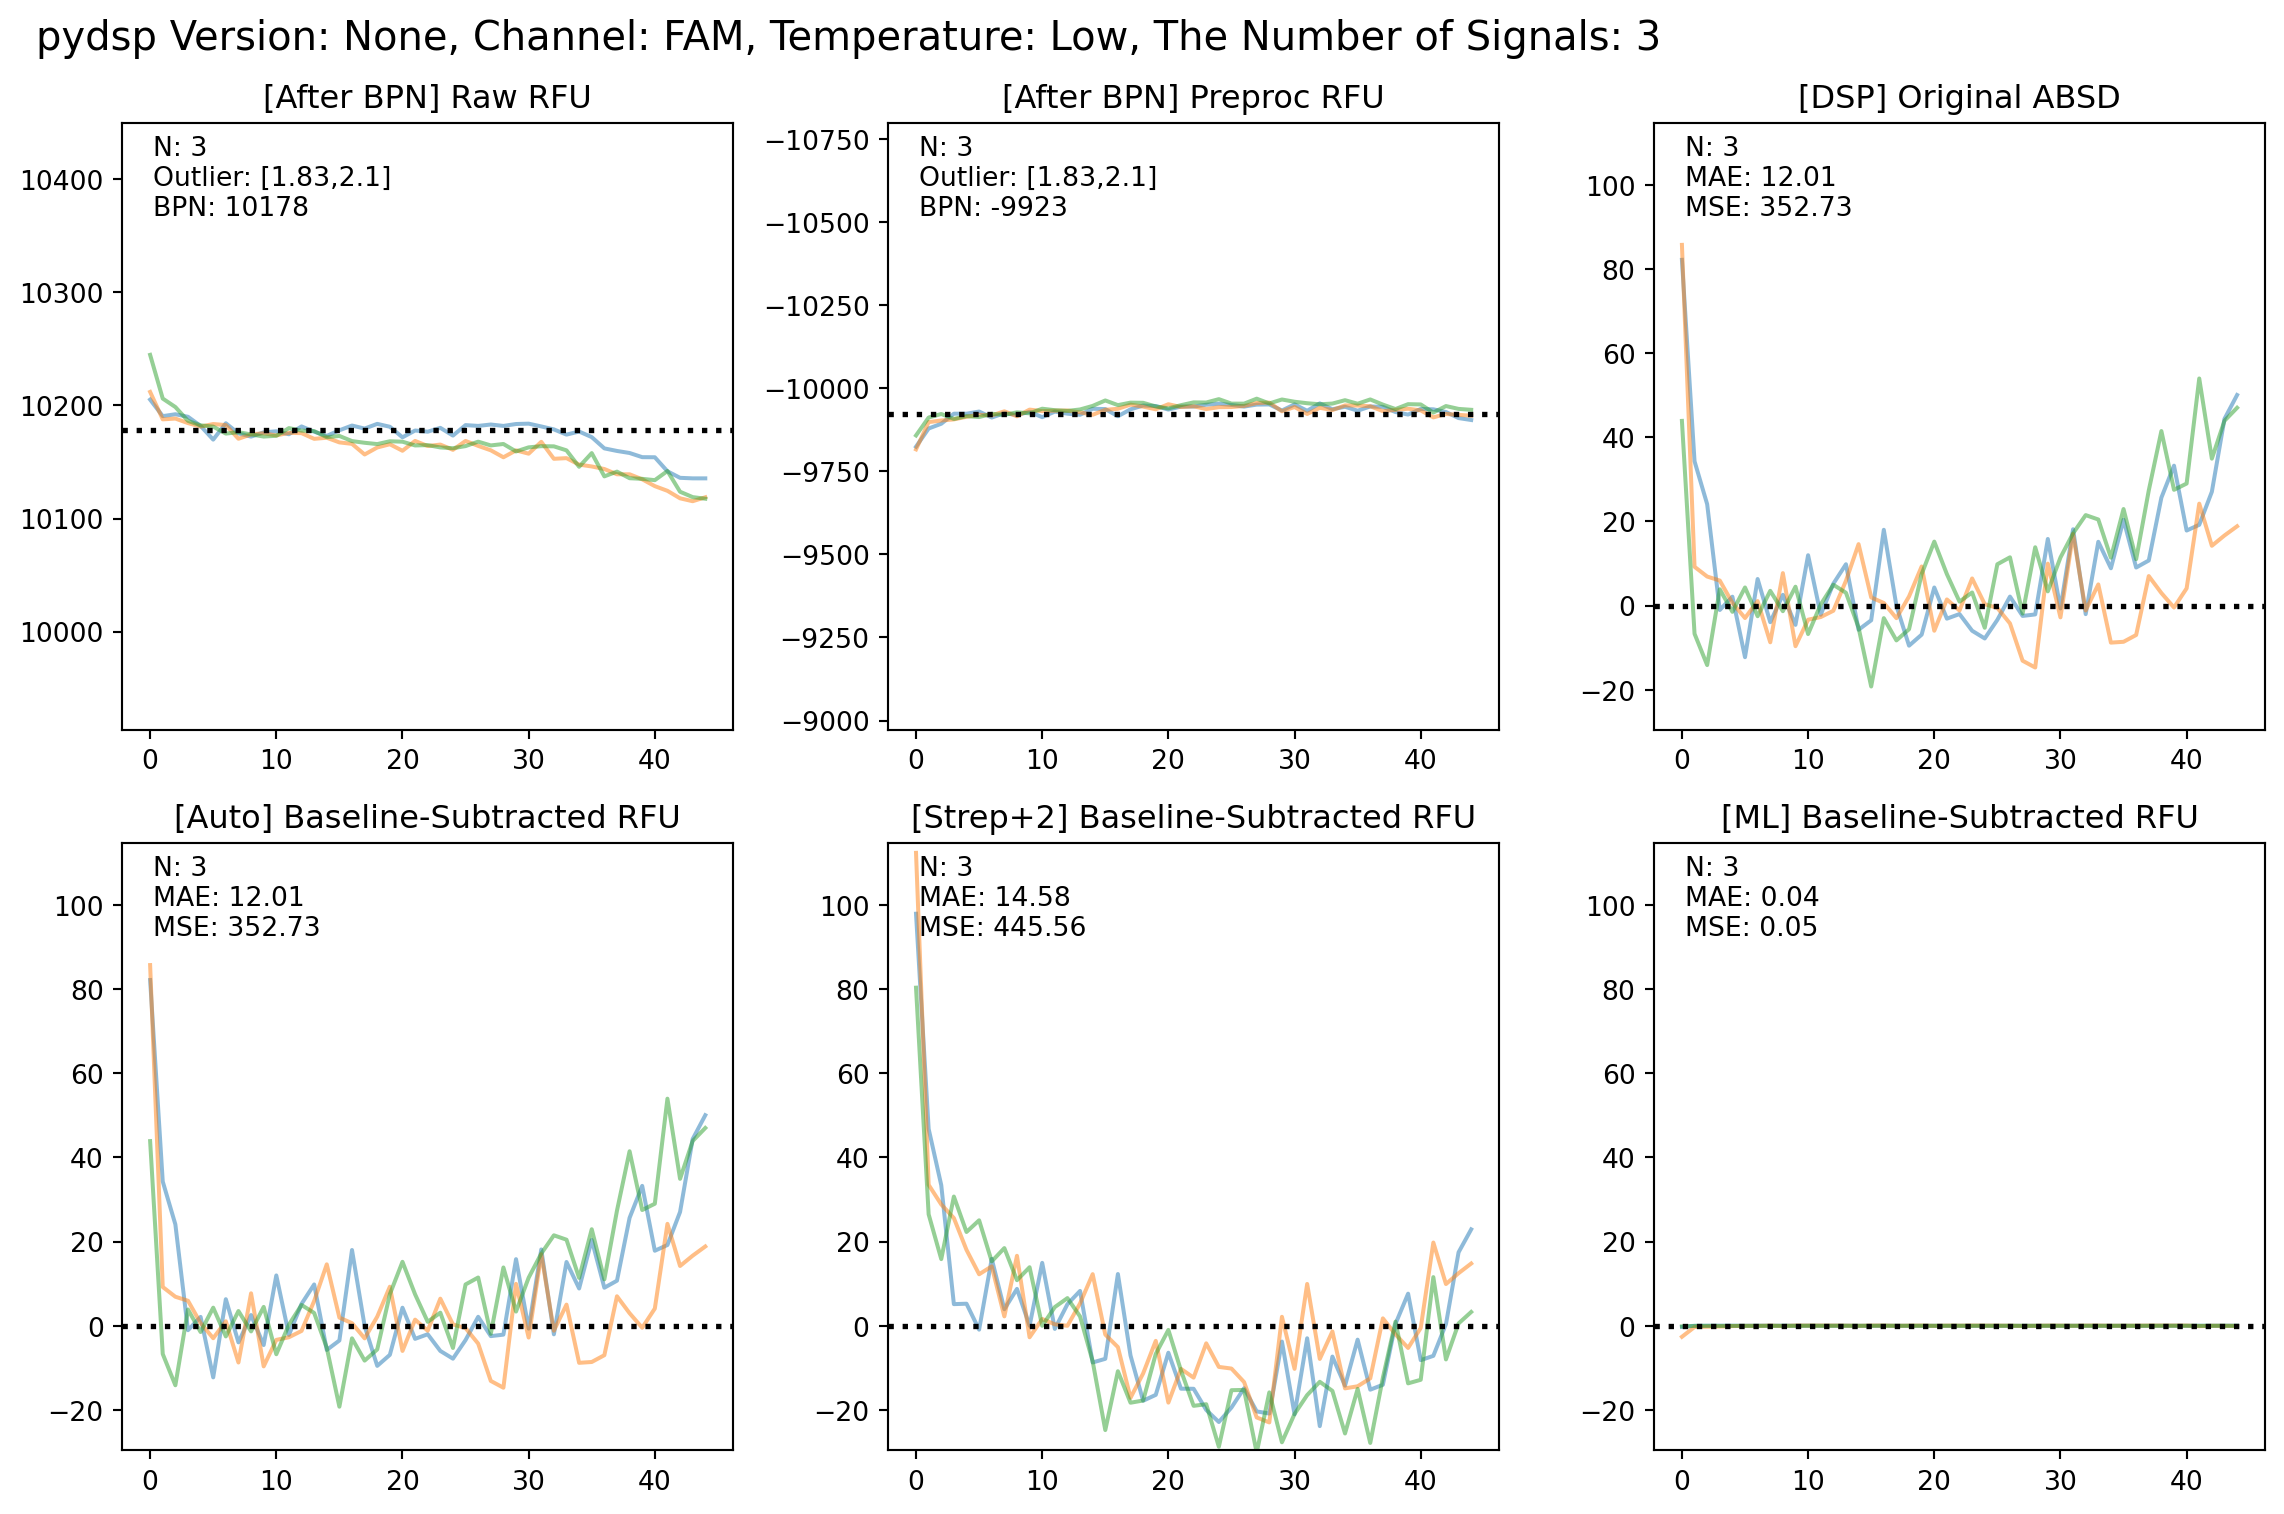 pydsp Version: None, Channel: FAM, Temperature: Low, The Number of Signals: 3
[After BPN] Raw RFU
N: 3
Outlier: [1.83,2.1]
BPN: 10178
10400
10300
10200
10100
10000
0 10 20 30 40
[After BPN] Preproc RFU
N: 3
Outlier: [1.83,2.1]
BPN: -9923
−10750
−10500
−10250
−10000
−9750
−9500
−9250
−9000
0 10 20 30 40
[DSP] Original ABSD
N: 3
MAE: 12.01
MSE: 352.73
100
80
60
40
20
0
−20
0 10 20 30 40
[Auto] Baseline-Subtracted RFU
N: 3
MAE: 12.01
MSE: 352.73
100
80
60
40
20
0
−20
0 10 20 30 40
[Strep+2] Baseline-Subtracted RFU
N: 3
MAE: 14.58
MSE: 445.56
100
80
60
40
20
0
−20
0 10 20 30 40
[ML] Baseline-Subtracted RFU
N: 3
MAE: 0.04
MSE: 0.05
100
80
60
40
20
0
−20
0 10 20 30 40